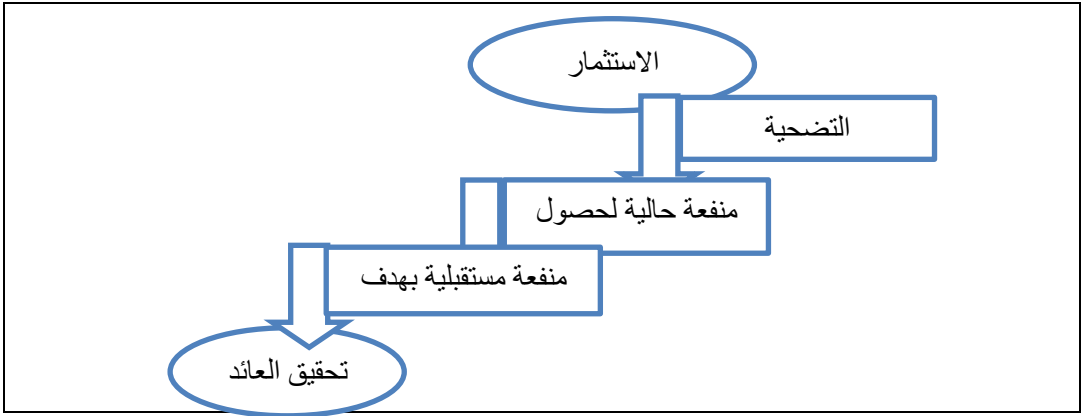 الاستثمار
التضحية
منفعة حالية لحصول
منفعة مستقبلية بهدف
تحقيق العائد